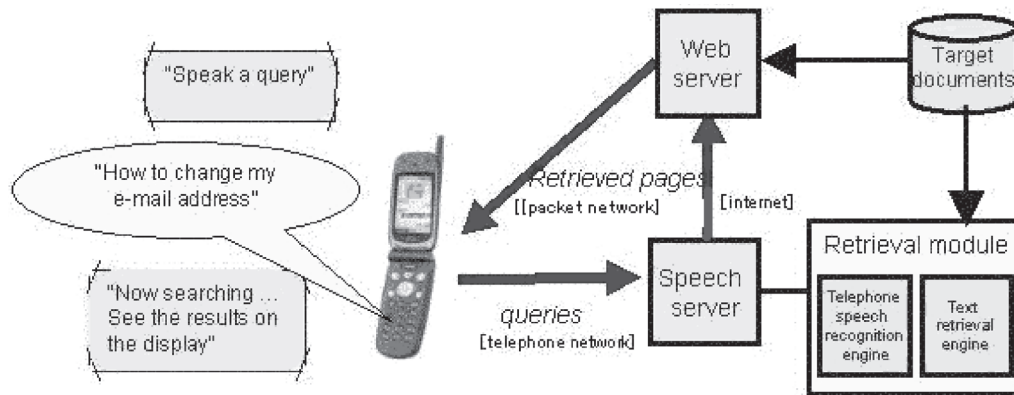 "Speak a query"
"How to change my
e-mail address"
"Now searching ...
See the results on
the display"
Web
server
Target
documents
Retrieved pages
[[packet network]
[internet]
queries
[telephone network]
Speech
server
Retrieval module
Telephone
speech
recognition
engine
Text
retrieval
engine